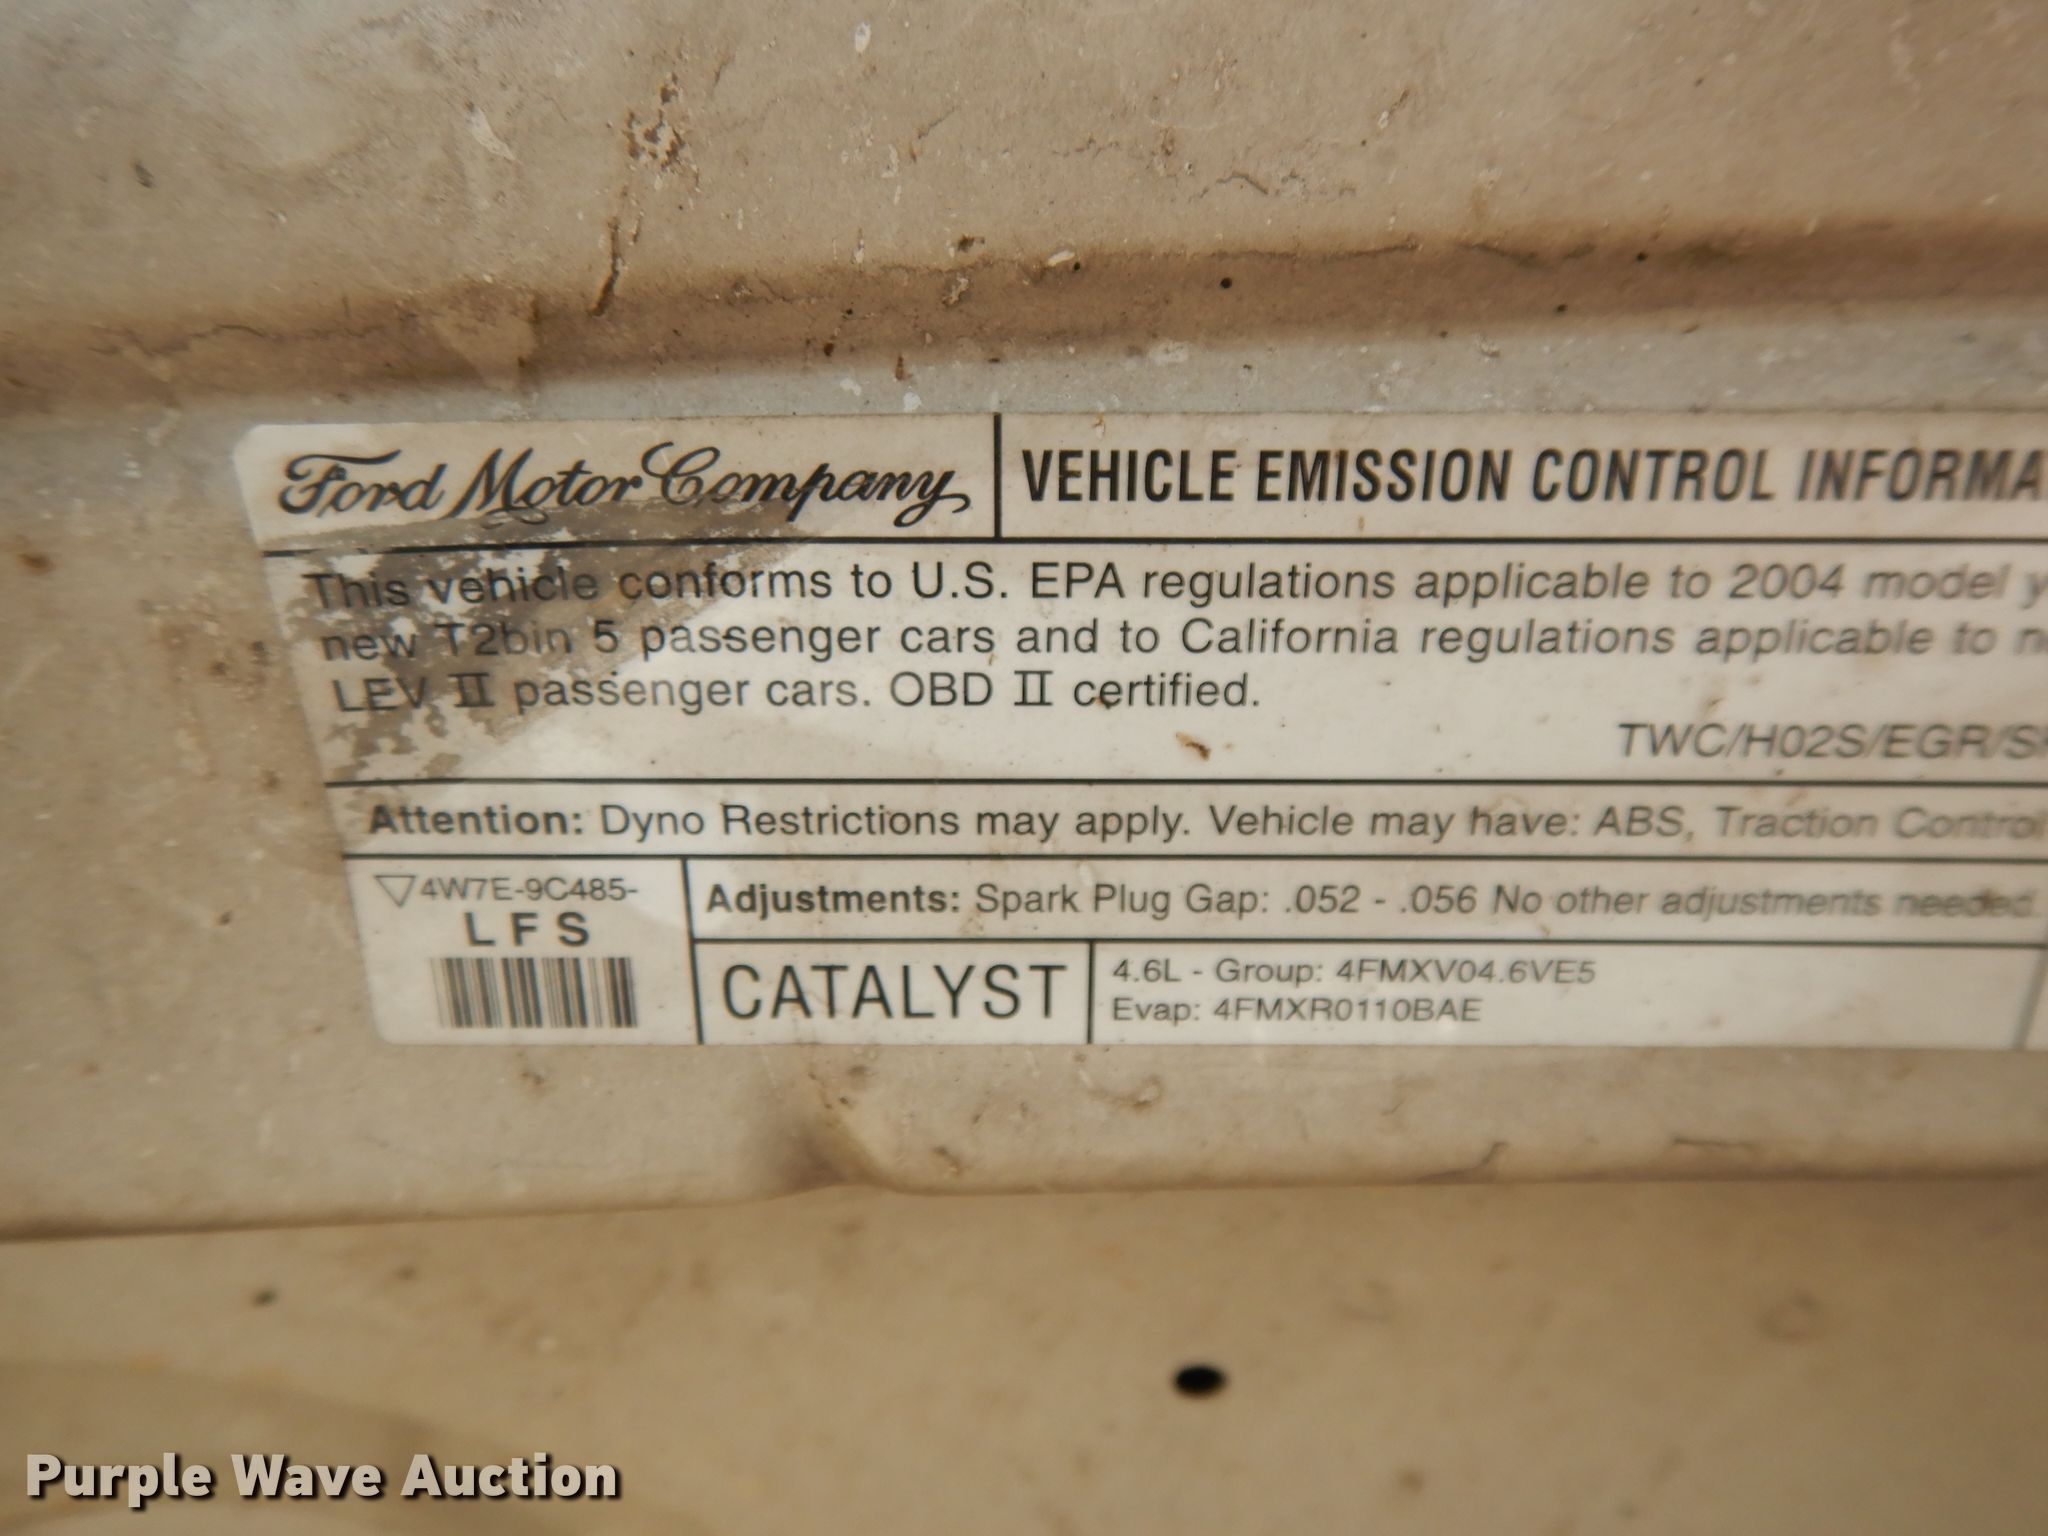 Ford Motor Company
VEHICLE EMISSION CONTROL INFORMA
This vehicle conforms to U.S. EPA regulations applicable to 2004 model y
new T2bin 5 passenger cars and to California regulations applicable to n
LEV II passenger cars. OBD II certified.
TWC/HO2S/EGR/S
Attention: Dyno Restrictions may apply. Vehicle may have: ABS, Traction Control
4W7E-9C485-
LFS
Adjustments: Spark Plug Gap: .052 - .056 No other adjustments needed.
CATALYST
4.6L - Group: 4FMXV04.6VE5
Evap: 4FMXR0110BAE
Purple Wave Auction